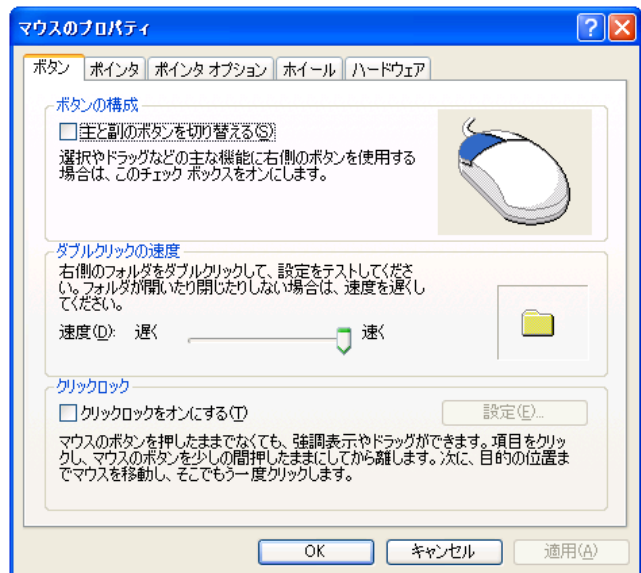 マウスのプロパティ
ボタン ポインタ ポインタ オプション ホイール ハードウェア
ボタンの構成
主と副のボタンを切り替える(S)
選択やドラッグなどの主な機能に右側のボタンを使用する
場合は、このチェック ボックスをオンにします。
ダブルクリックの速度
右側のフォルダをダブルクリックして、設定をテストしてくださ
い。フォルダが開いたり閉じたりしない場合は、速度を遅くし
てください。
速度(D): 遅く 速く
クリックロック
クリックロックをオンにする(T) 設定(E)...
マウスのボタンを押したままでなくても、強調表示やドラッグができます。項目をクリッ
クし、マウスのボタンを少しの間押したままにしてから離します。次に、目的の位置ま
でマウスを移動し、そこでもう一度クリックします。
OK キャンセル 適用(A)